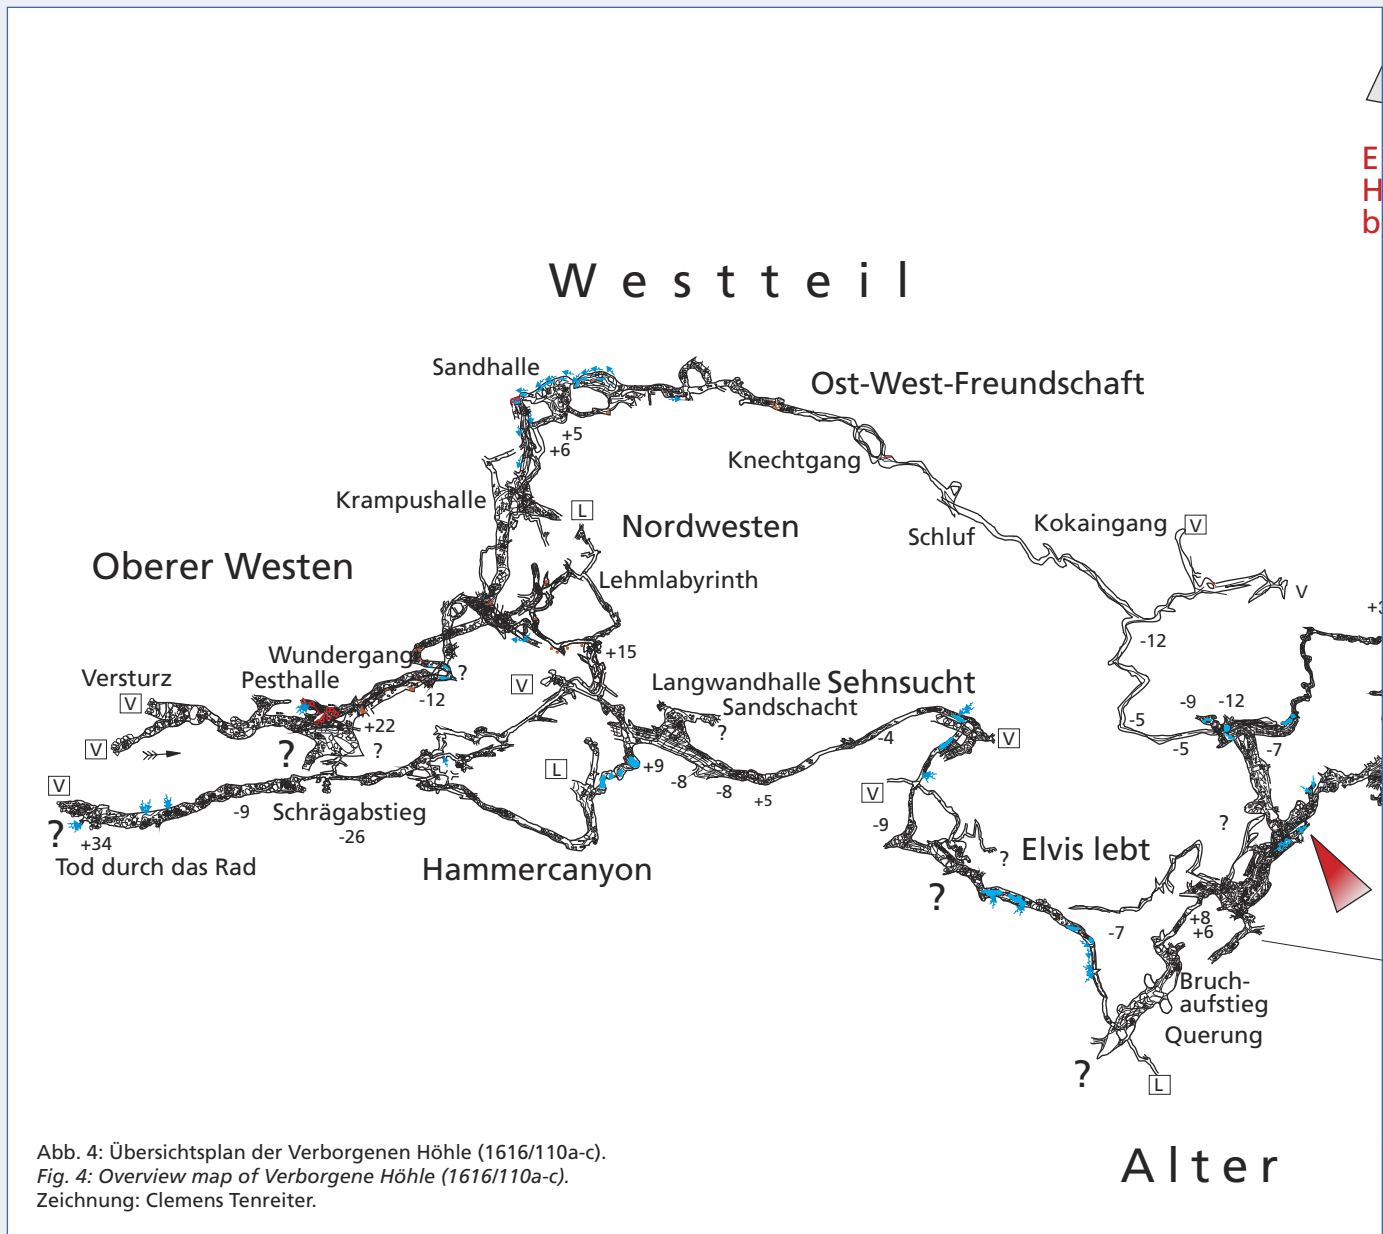 E
H
b
Westteil
Sandhalle
Ost-West-Freundschaft
+5
+6
Knechtgang
Krampushalle
L
Nordwesten
Kokaingang
V
Schluf
Oberer Westen
Lehmlabyrinth
V
+3
-12
+15
Wundergang
Versturz
Pesthalle
?
V
-12
V
Langwandhalle
Sehnsucht
Sandschacht
?
-9
-12
+22
-5
-5
-7
V
?
?
-4
V
L
+9
-8
-8
+5
V
V
-9
Schrägabstieg
-26
?
+34
Tod durch das Rad
Hammercanyon
-9
?
?
Elvis lebt
?
-7
+8
+6
Bruch-
aufstieg
Querung
?
L
Alter
Abb. 4: Übersichtsplan der Verborgenen Höhle (1616/110a-c).
Fig. 4: Overview map of Verborgene Höhle (1616/110a-c).
Zeichnung: Clemens Tenreiter.